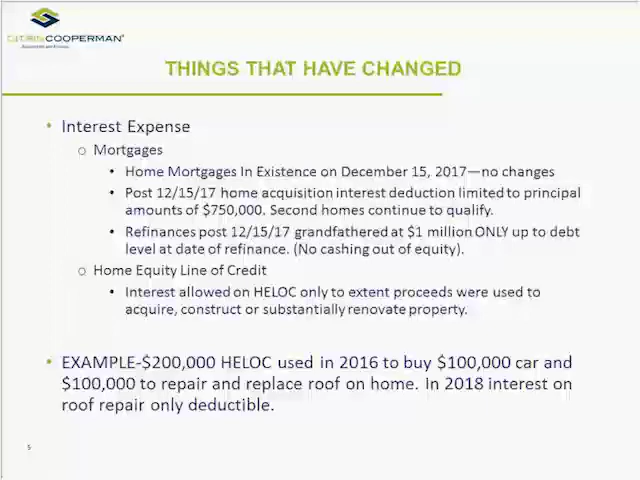 CITRINCOOPERMAN®
THINGS THAT HAVE CHANGED
• Interest Expense
o Mortgages
• Home Mortgages In Existence on December 15, 2017—no changes
• Post 12/15/17 home acquisition interest deduction limited to principal
amounts of $750,000. Second homes continue to qualify.
• Refinances post 12/15/17 grandfathered at $1 million ONLY up to debt
level at date of refinance. (No cashing out of equity).
o Home Equity Line of Credit
• Interest allowed on HELOC only to extent proceeds were used to
acquire, construct or substantially renovate property.
• EXAMPLE-$200,000 HELOC used in 2016 to buy $100,000 car and
$100,000 to repair and replace roof on home. In 2018 interest on
roof repair only deductible.
5